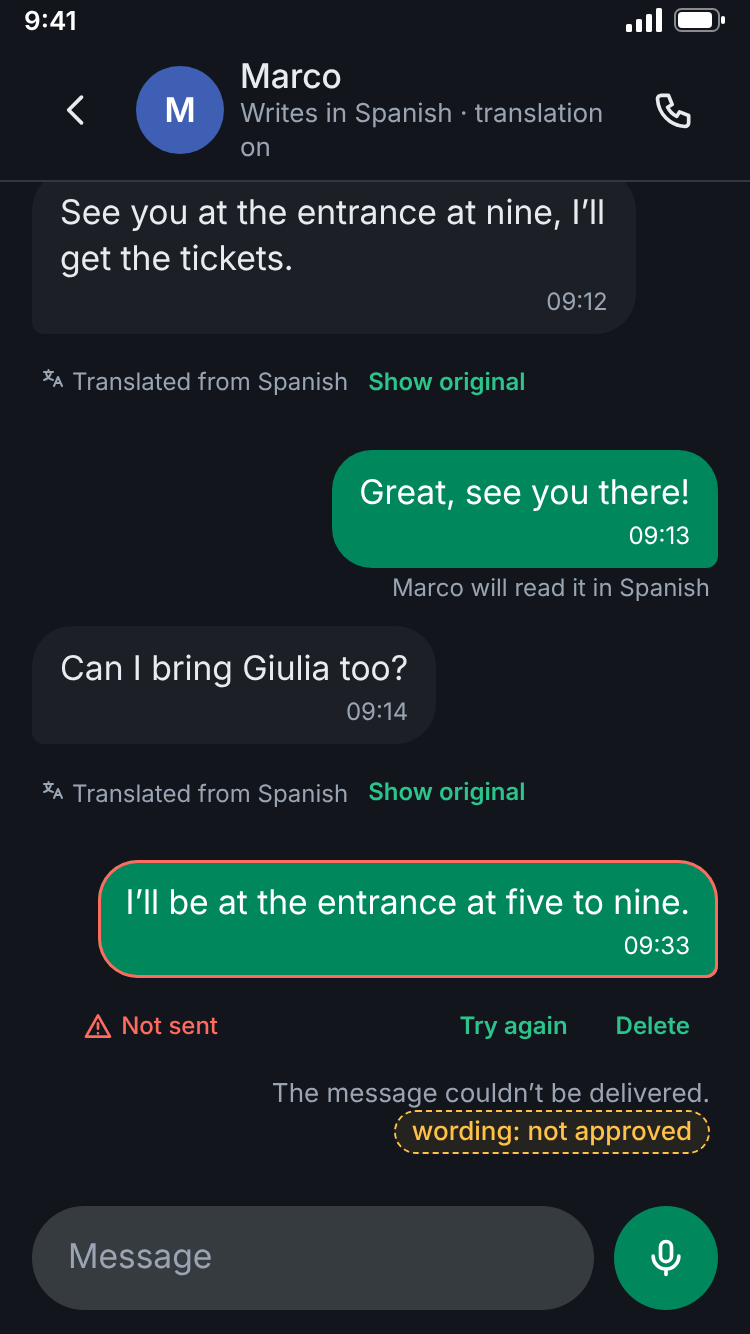 9:41
M
Marco
Writes in Spanish · translation
on
See you at the entrance at nine, I’ll
get the tickets.
09:12
Translated from Spanish Show original
Great, see you there!
09:13
Marco will read it in Spanish
Can I bring Giulia too?
09:14
Translated from Spanish Show original
I’ll be at the entrance at five to nine.
09:33
Not sent Try again Delete
The message couldn’t be delivered.
wording: not approved
Message